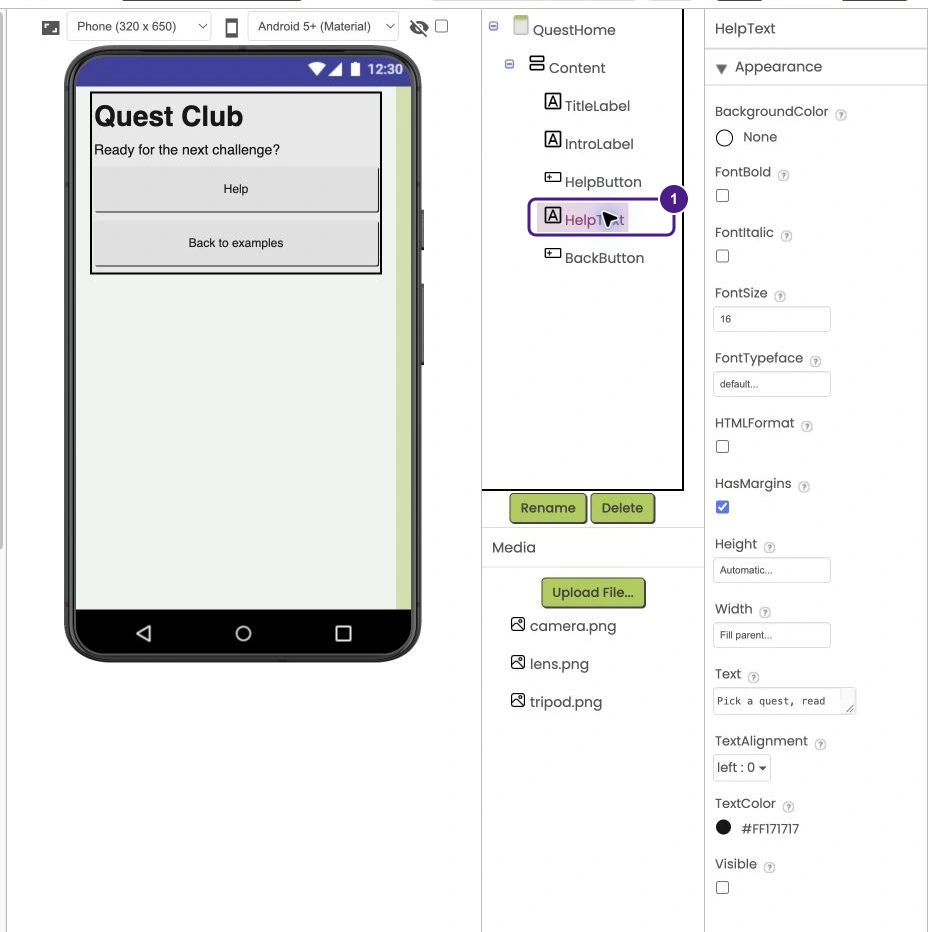 Phone (320 x 650)
Android 5+ (Material)
12:30
Quest Club
Ready for the next challenge?
Help
Back to examples
QuestHome
Content
A TitleLabel
A IntroLabel
HelpButton
A HelpText
1
BackButton
Rename
Delete
Media
Upload File...
camera.png
lens.png
tripod.png
HelpText
Appearance
BackgroundColor ?
None
FontBold ?
FontItalic ?
FontSize ?
16
FontTypeface ?
default...
HTMLFormat ?
HasMargins ?
Height ?
Automatic...
Width ?
Fill parent...
Text ?
Pick a quest, read
TextAlignment ?
left : 0
TextColor ?
#FF171717
Visible ?